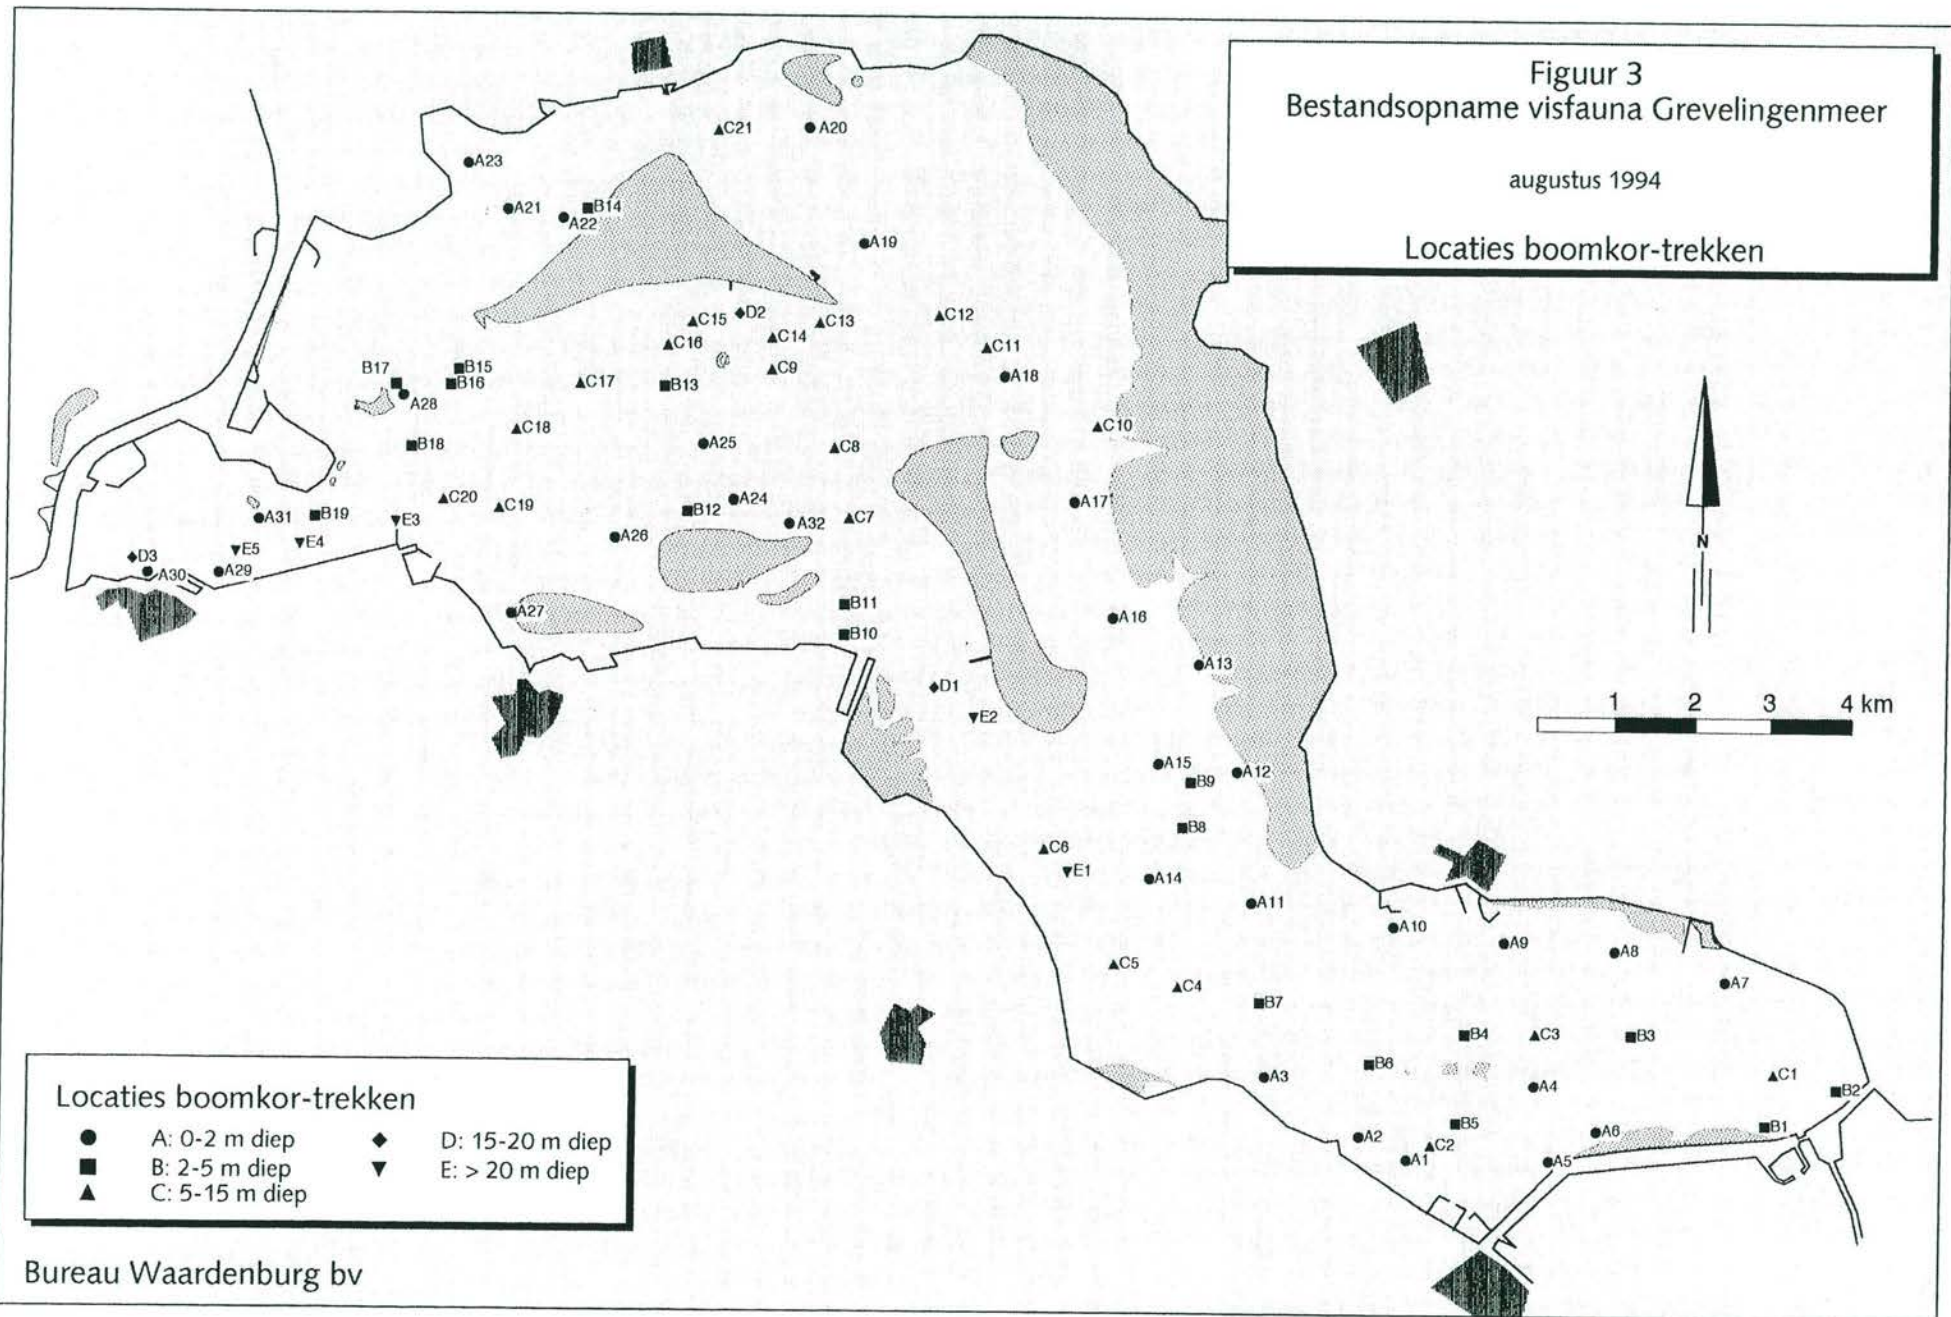 Figuur 3
Bestandsopname visfauna Grevelingenmeer
augustus 1994
Locaties boomkor-trekken
C21
A20
A23
A21
A22
B14
A19
C15
D2
C13
C12
C16
C14
C11
B17
B15
B16
C17
B13
C9
A18
A28
C18
C10
B18
A25
C8
C20
C19
A24
A17
A31
B19
E3
B12
A32
C7
E5
E4
A26
N
D3
A30
A29
A27
B11
A16
B10
A13
D1
E2
1 2 3 4 km
A15
A12
B9
B8
C6
E1
A14
A11
A10
A9
A8
C5
C4
A7
B7
B4
C3
B3
B6
A3
A4
C1
B2
A2
B5
A6
B1
C2
A1
A5
Locaties boomkor-trekken
A: 0-2 m diep
B: 2-5 m diep
C: 5-15 m diep
D: 15-20 m diep
E: > 20 m diep
Bureau Waardenburg bv